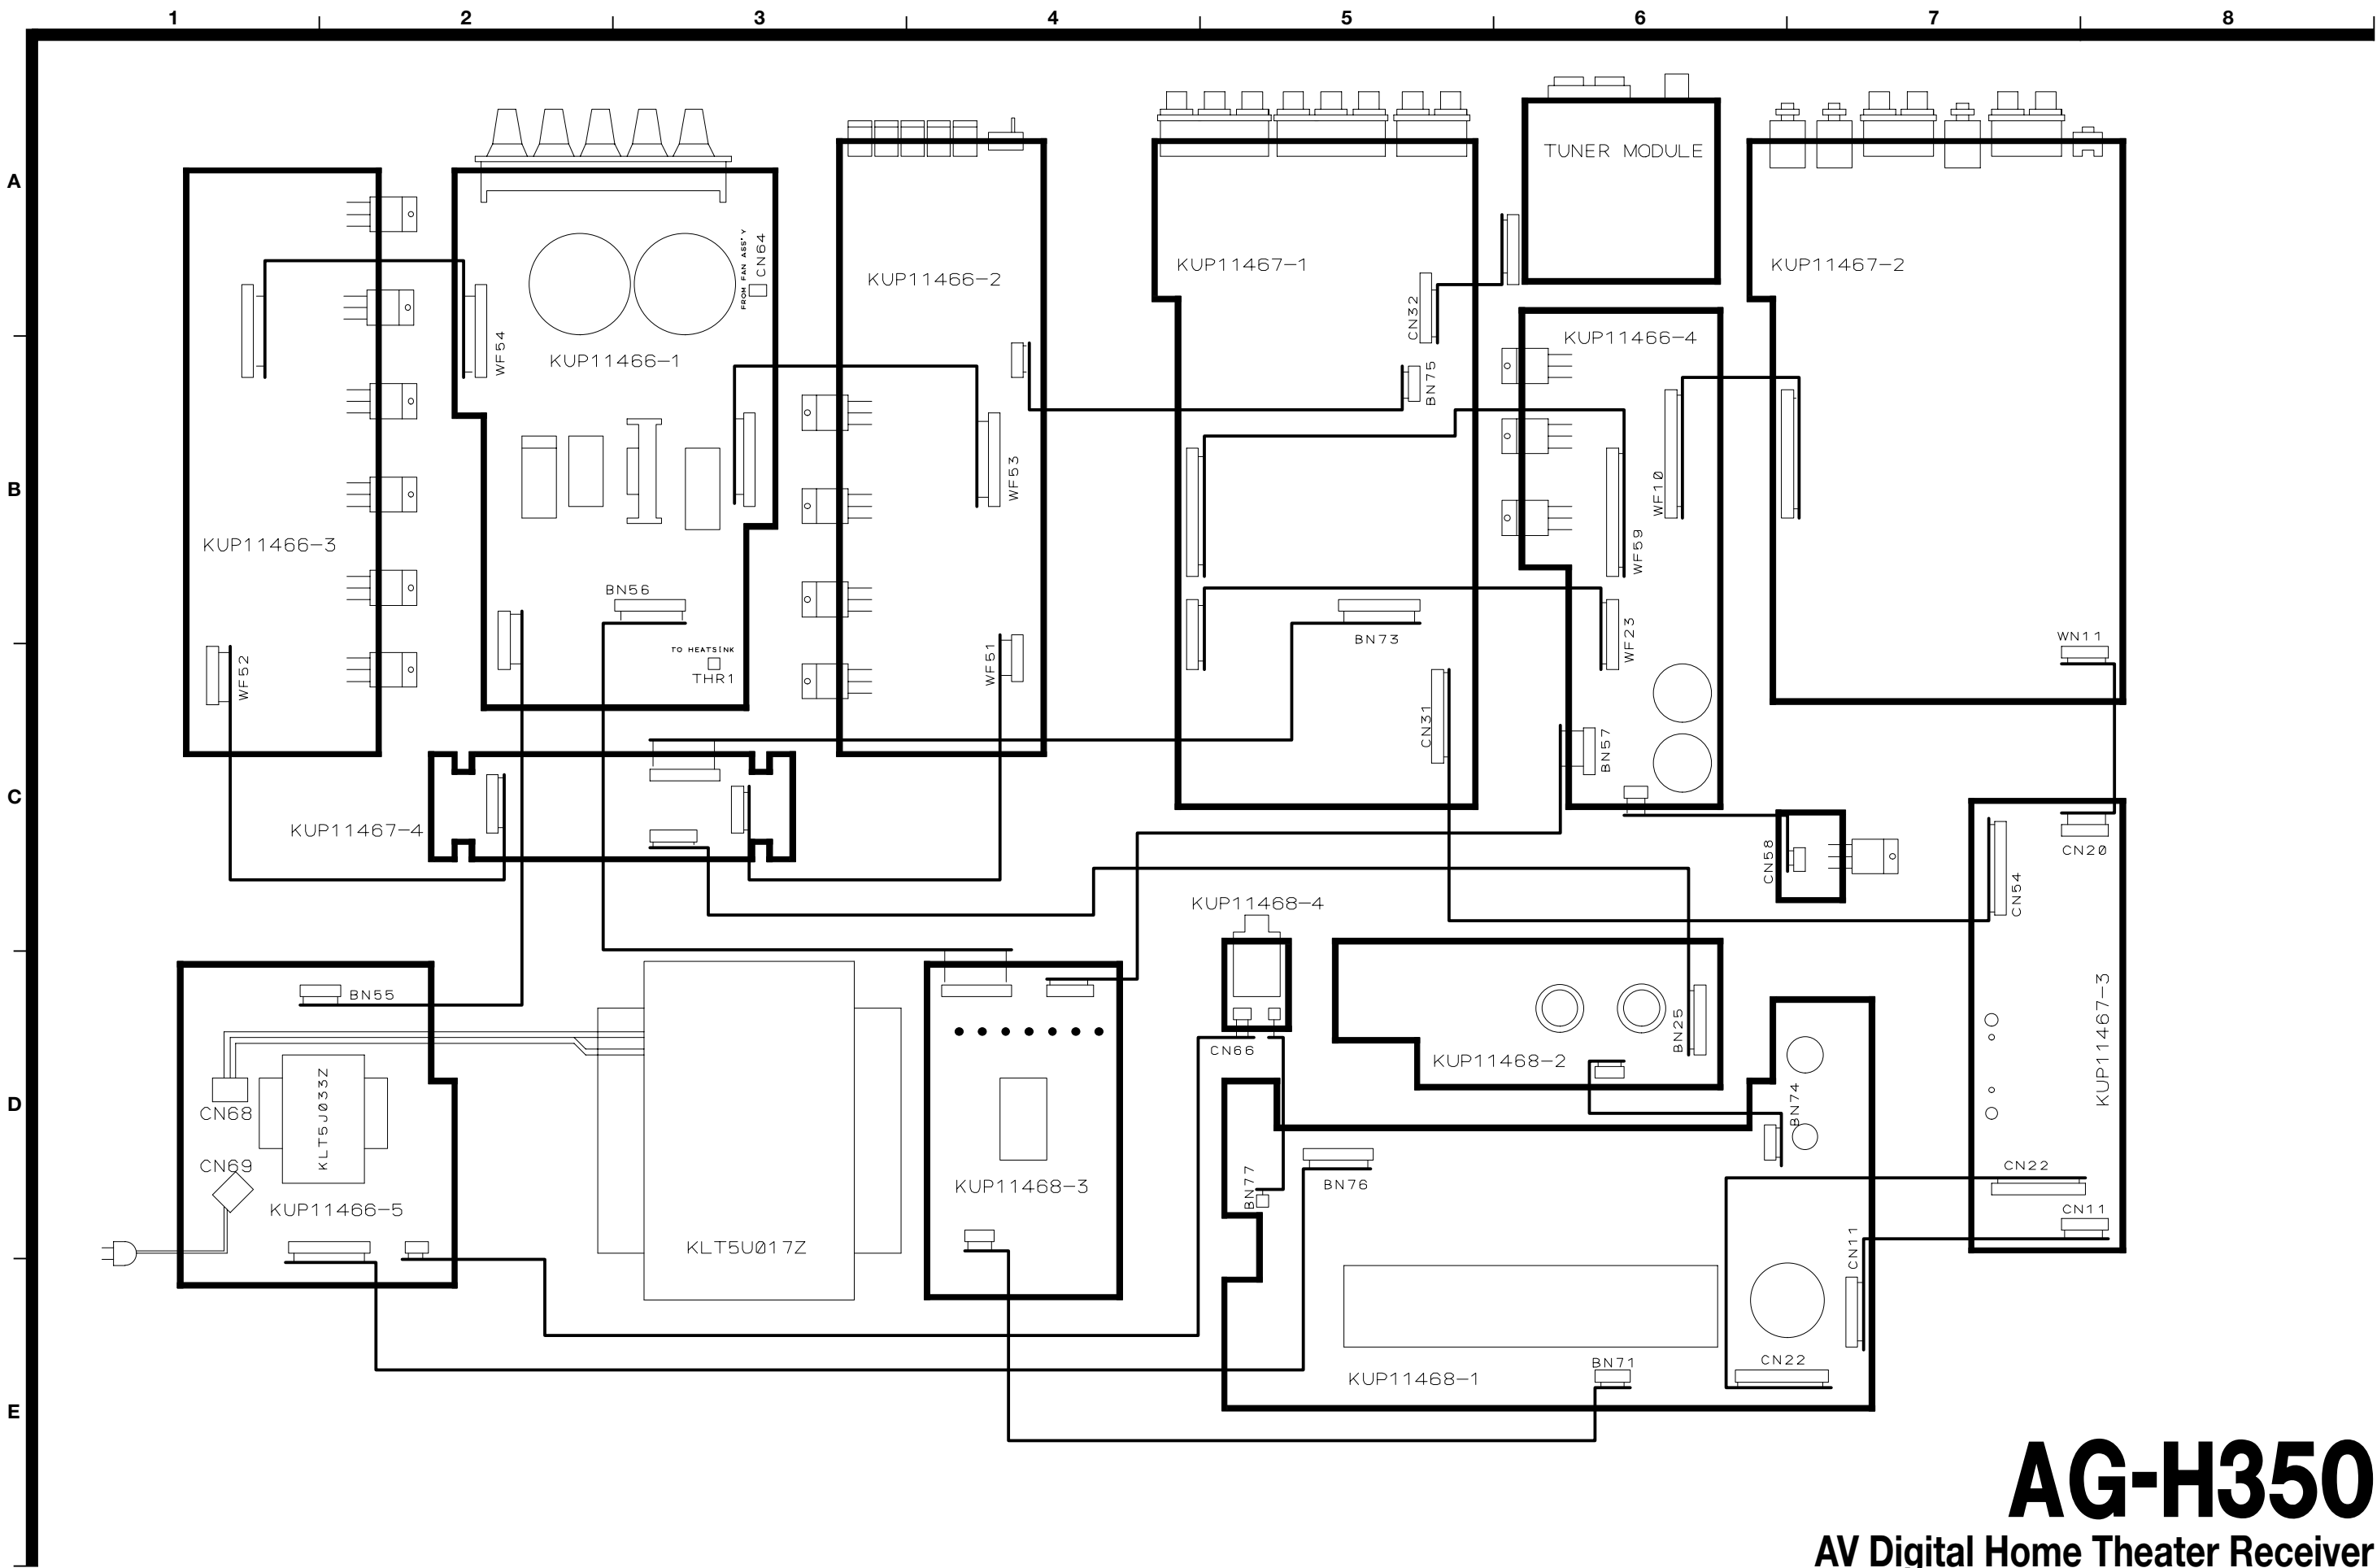 1 2 3 4 5 6 7 8
A
B
C
D
E
TUNER MODULE
FROM FAN ASS'Y
CN64
KUP11466-2
KUP11467-1
KUP11467-2
CN32
WF54
KUP11466-1
KUP11466-4
BN75
WF53
WF10
KUP11466-3
WF59
BN56
BN73
WF23
WN11
TO HEATSINK
THR1
WF52
WF51
CN31
BN57
KUP11467-4
CN58
CN20
CN54
KUP11468-4
BN55
CN66
KUP11468-2
BN25
KUP11467-3
CN68
KLT5J033Z
BN74
CN69
KUP11466-5
KUP11468-3
BN77
BN76
CN22
CN11
KLT5U017Z
CN11
KUP11468-1
BN71
CN22
AG-H350
AV Digital Home Theater Receiver